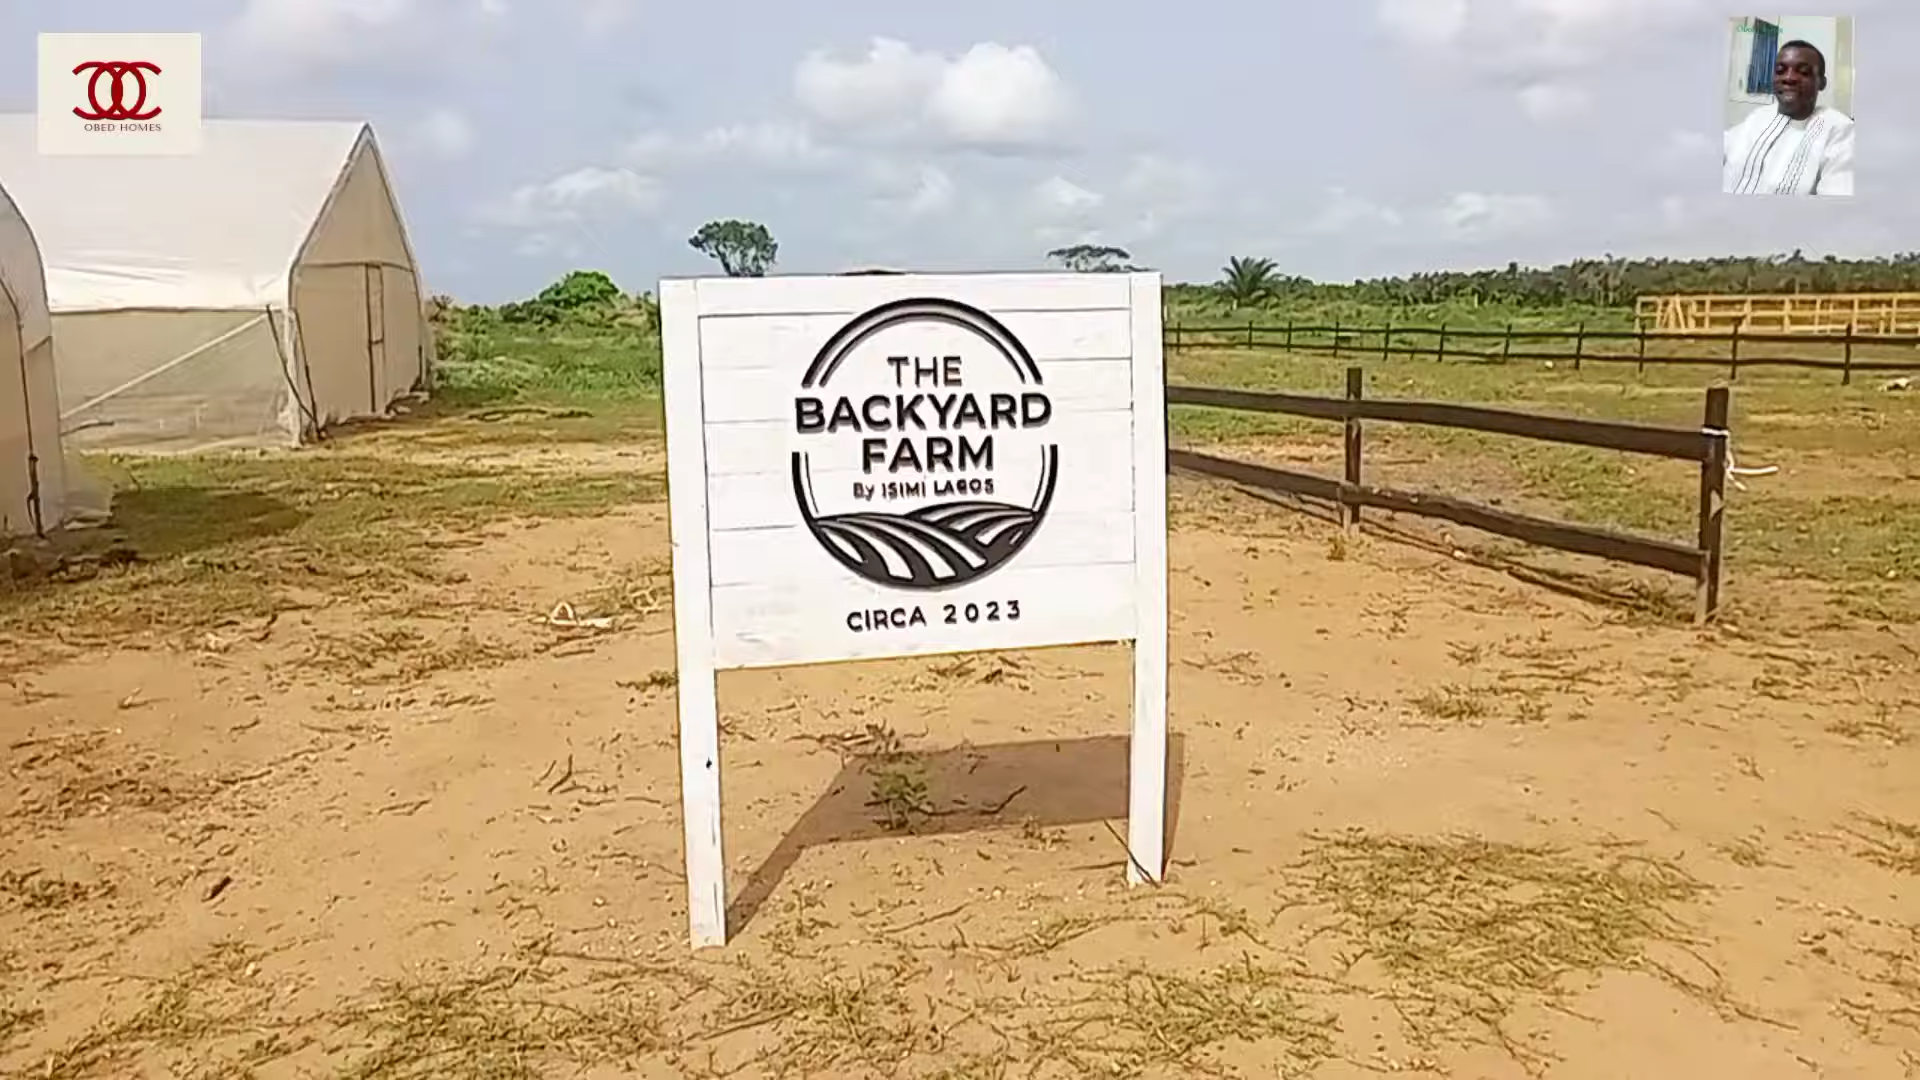 OBED HOMES
THE
BACKYARD
FARM
By ISIMI LAGOS
CIRCA 2023